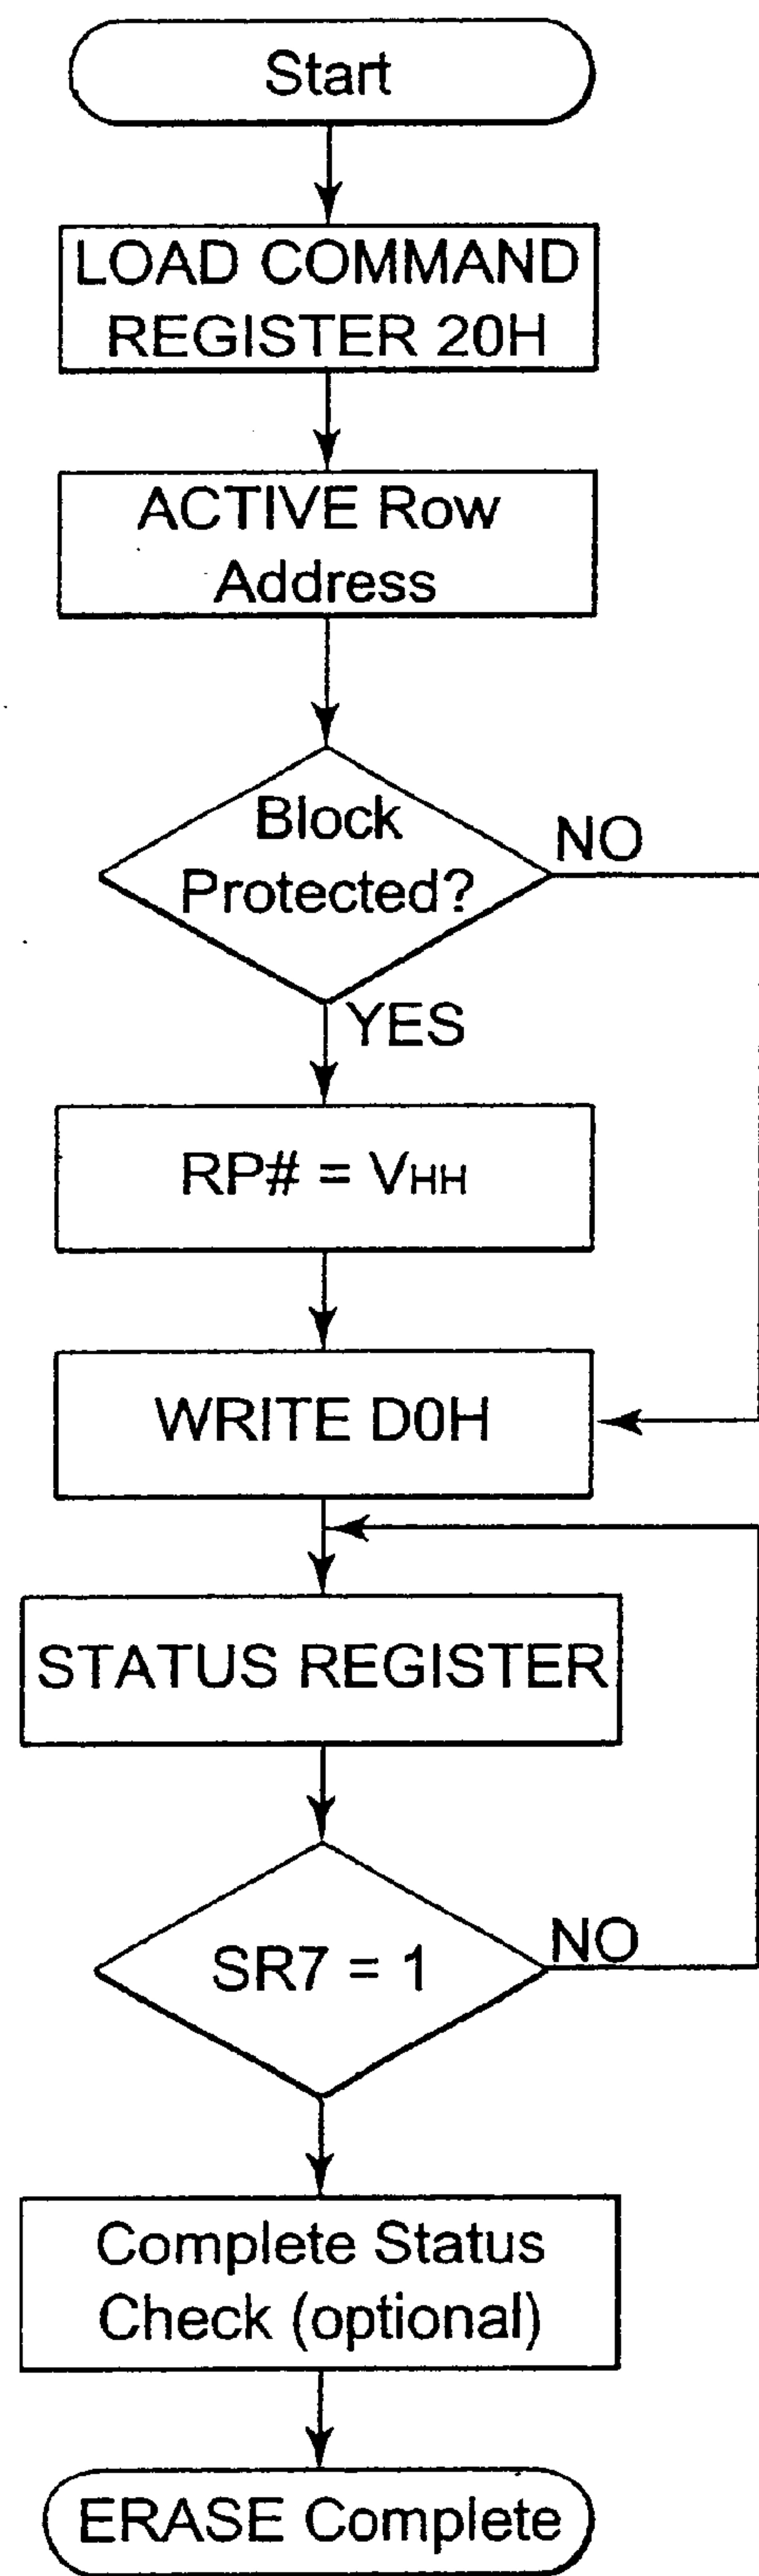 Start
LOAD COMMAND
REGISTER 20H
ACTIVE Row
Address
Block
Protected?
NO
YES
RP# = VHH
WRITE D0H
STATUS REGISTER
SR7 = 1
NO
Complete Status
Check (optional)
ERASE Complete